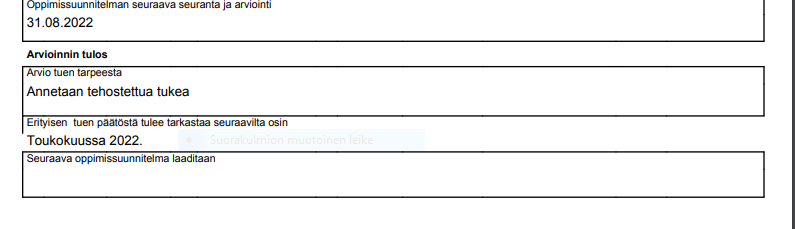 Oppimissuunnitelman seuraava seuranta ja arviointi
31.08.2022
Arvioinnin tulos
Arvio tuen tarpeesta
Annetaan tehostettua tukea
Erityisen tuen päätöstä tulee tarkastaa seuraavilta osin
Toukokuussa 2022.
Suorakulmion muotoinen leike
Seuraava oppimissuunnitelma laaditaan